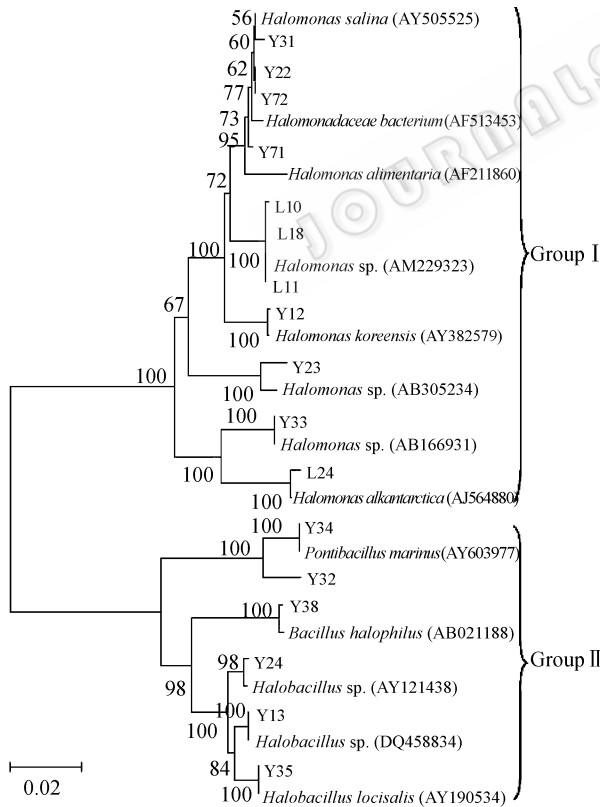 56 Halomonas salina (AY505525)
60 Y31
62 Y22
77 Y72
73 Halomonadaceae bacterium (AF513453)
95 Y71
Halomonas alimentaria (AF211860)
JOURNALS
72
L10
L18
100 100 Halomonas sp. (AM229323)
L11
Group I
67
Y12
100 Halomonas koreensis (AY382579)
100
Y23
100 Halomonas sp. (AB305234)
100 Y33
Halomonas sp. (AB166931)
100
L24
100 Halomonas alkantarctica (AJ564880)
100 Y34
100 Pontibacillus marinus(AY603977)
Y32
100 Y38
Bacillus halophilus (AB021188)
98
98 Y24
Halobacillus sp. (AY121438)
Group II
100 Y13
100
Halobacillus sp. (DQ458834)
84 Y35
100 Halobacillus locisalis (AY190534)
0.02